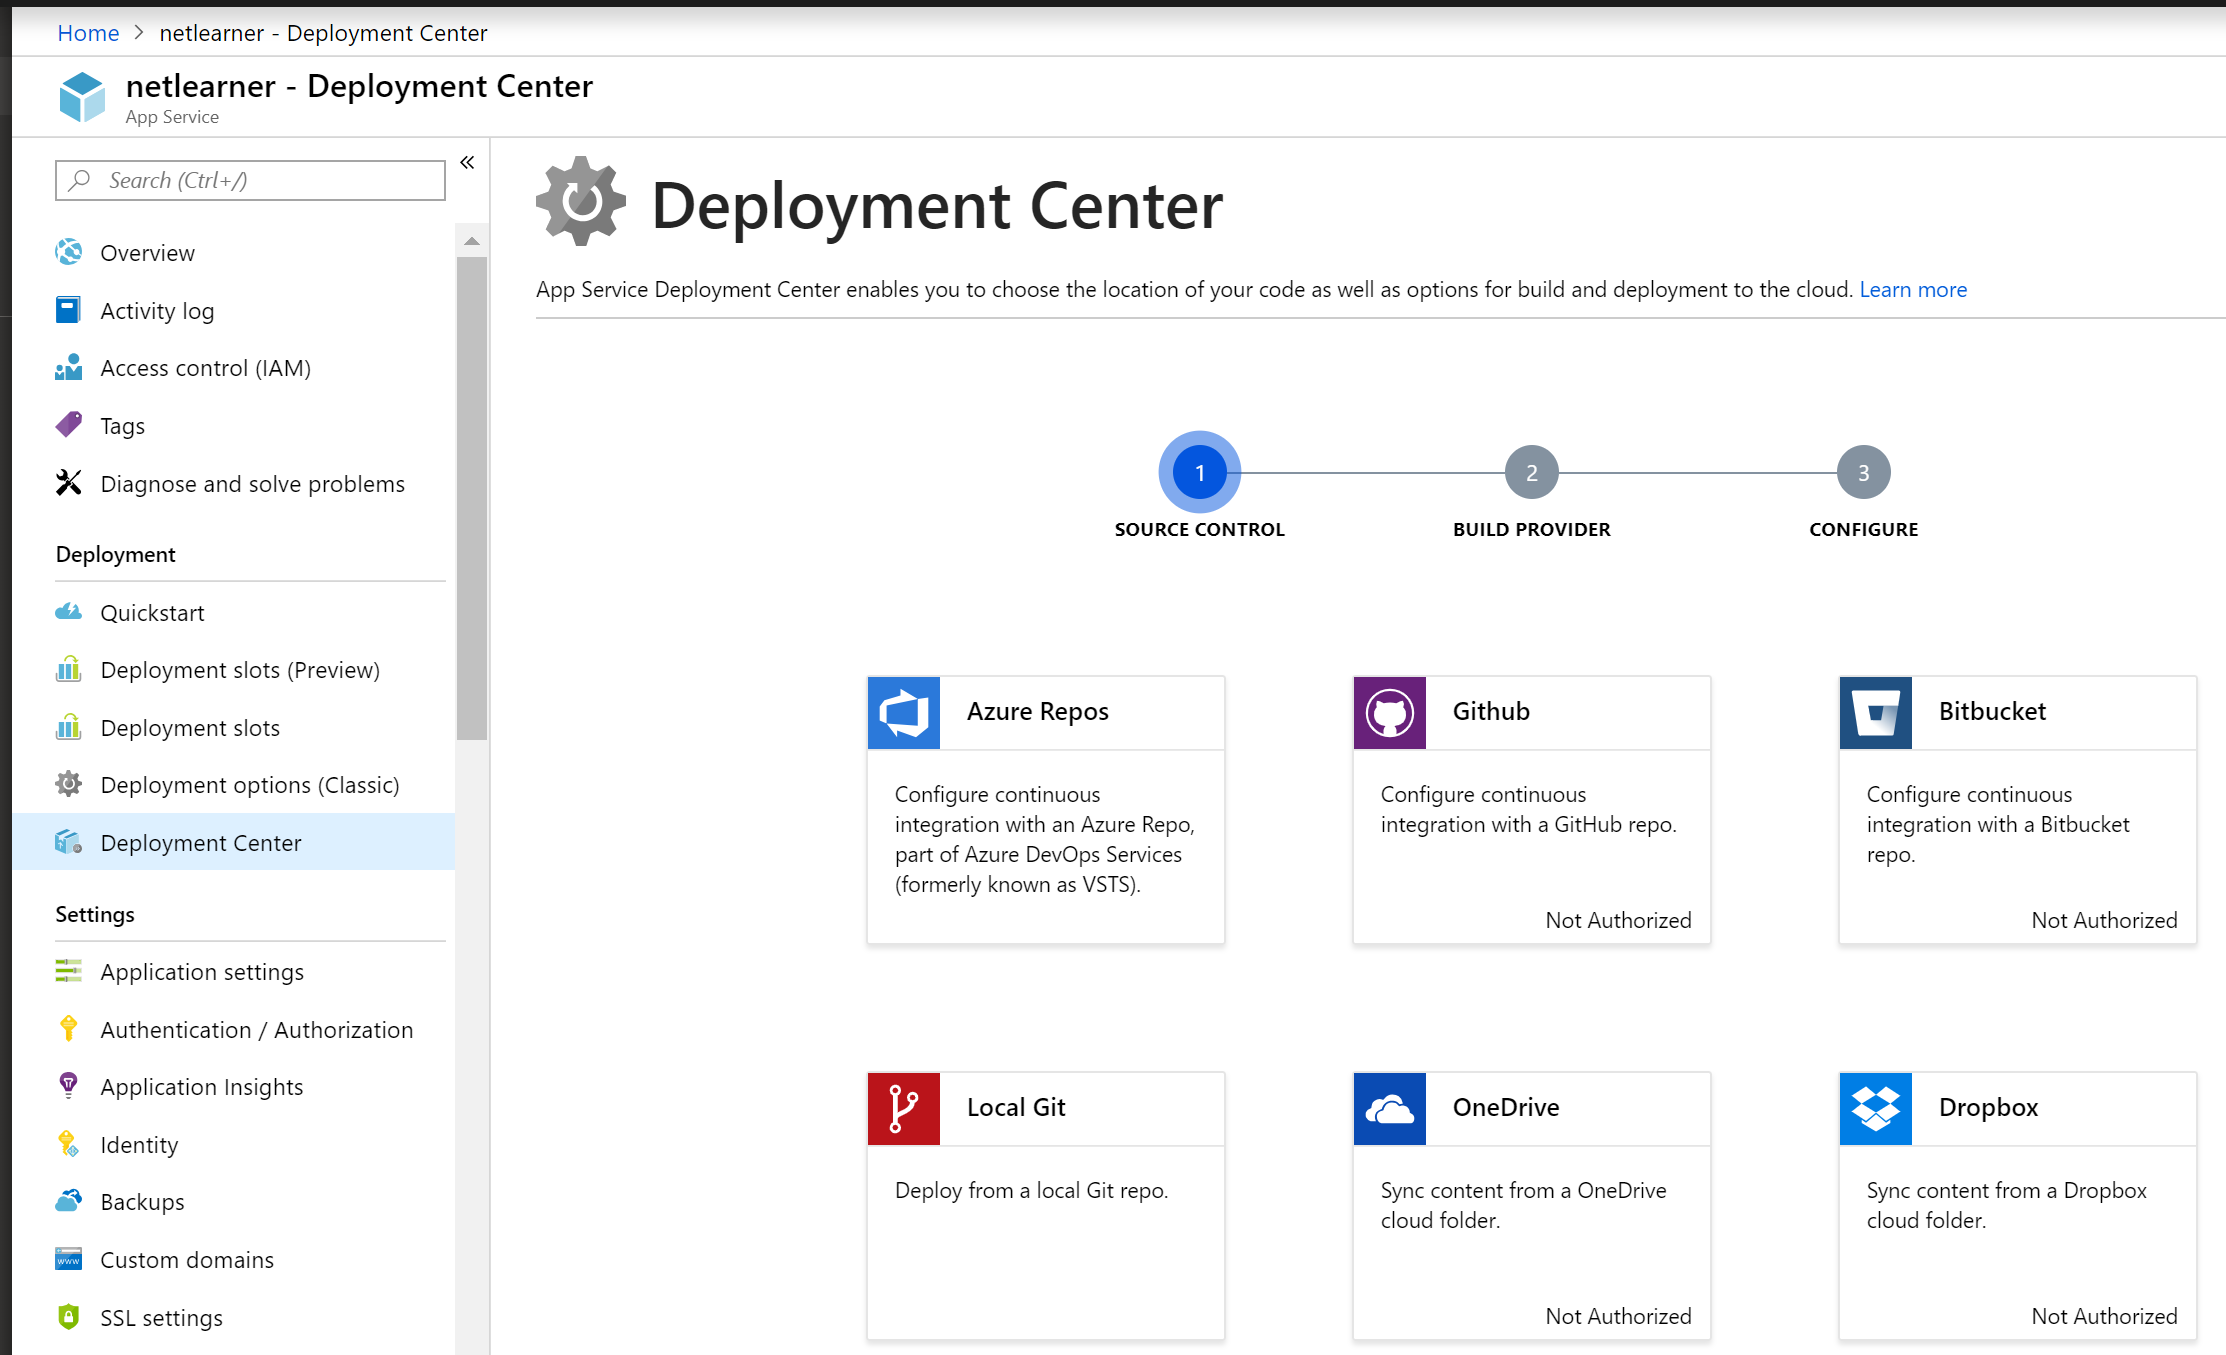 Home > netlearner - Deployment Center
netlearner - Deployment Center
App Service
Search (Ctrl+/)
«
Overview
Activity log
Access control (IAM)
Tags
Diagnose and solve problems
Deployment
Quickstart
Deployment slots (Preview)
Deployment slots
Deployment options (Classic)
Deployment Center
Settings
Application settings
Authentication / Authorization
Application Insights
Identity
Backups
Custom domains
SSL settings
Deployment Center
App Service Deployment Center enables you to choose the location of your code as well as options for build and deployment to the cloud. Learn more
1
2
3
SOURCE CONTROL
BUILD PROVIDER
CONFIGURE
Azure Repos
Configure continuous
integration with an Azure Repo,
part of Azure DevOps Services
(formerly known as VSTS).
Github
Configure continuous
integration with a GitHub repo.
Not Authorized
Bitbucket
Configure continuous
integration with a Bitbucket
repo.
Not Authorized
Local Git
Deploy from a local Git repo.
OneDrive
Sync content from a OneDrive
cloud folder.
Not Authorized
Dropbox
Sync content from a Dropbox
cloud folder.
Not Authorized